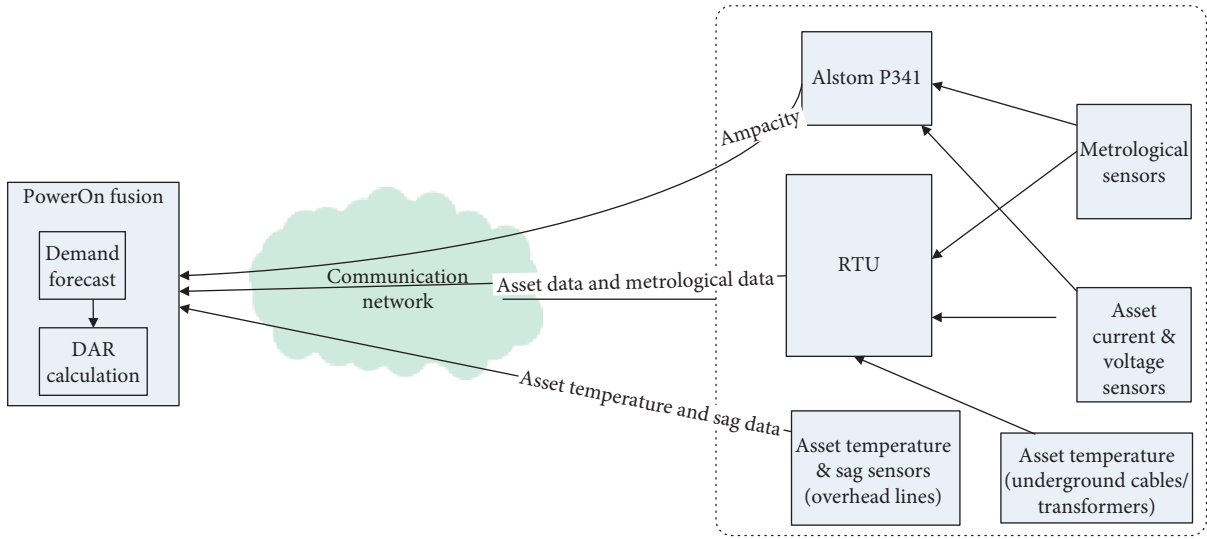 PowerOn fusion
Demand
forecast
DAR
calculation
Communication
network
Ampacity
Asset data and metrological data
Asset temperature and sag data
Alstom P341
RTU
Metrological
sensors
Asset
current &
voltage
sensors
Asset temperature
& sag sensors
(overhead lines)
Asset temperature
(underground cables/
transformers)